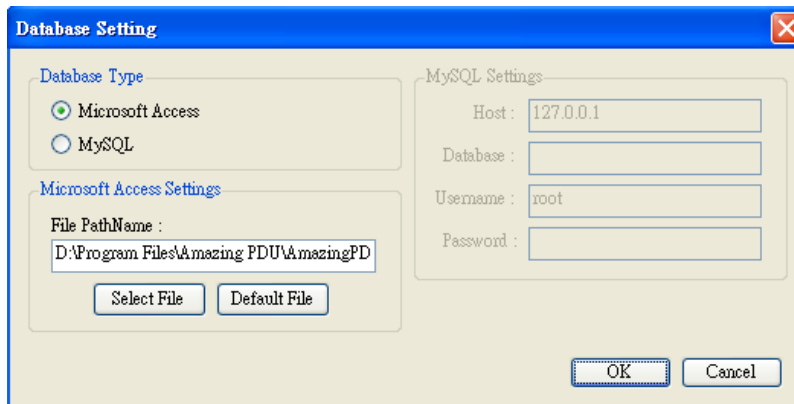 Database Setting
Database Type
Microsoft Access
MySQL
Microsoft Access Settings
File PathName :
D:\Program Files\Amazing PDU\AmazingPD
Select File
Default File
MySQL Settings
Host : 127.0.0.1
Database :
Username : root
Password :
OK
Cancel